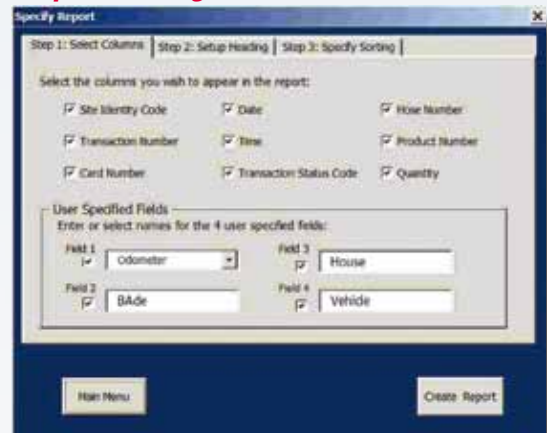 Specify Report
Step 1: Select Columns Step 2: Setup Heading Step 3: Specify Sorting
Select the columns you wish to appear in the report:
Site Identity Code Date Hose Number
Transaction Number Time Product Number
Card Number Transaction Status Code Quantity
User Specified Fields
Enter or select names for the 4 user specified fields:
Field 1 Field 3
Odometer House
Field 2 Field 4
BAde Vehide
Main Menu Create Report